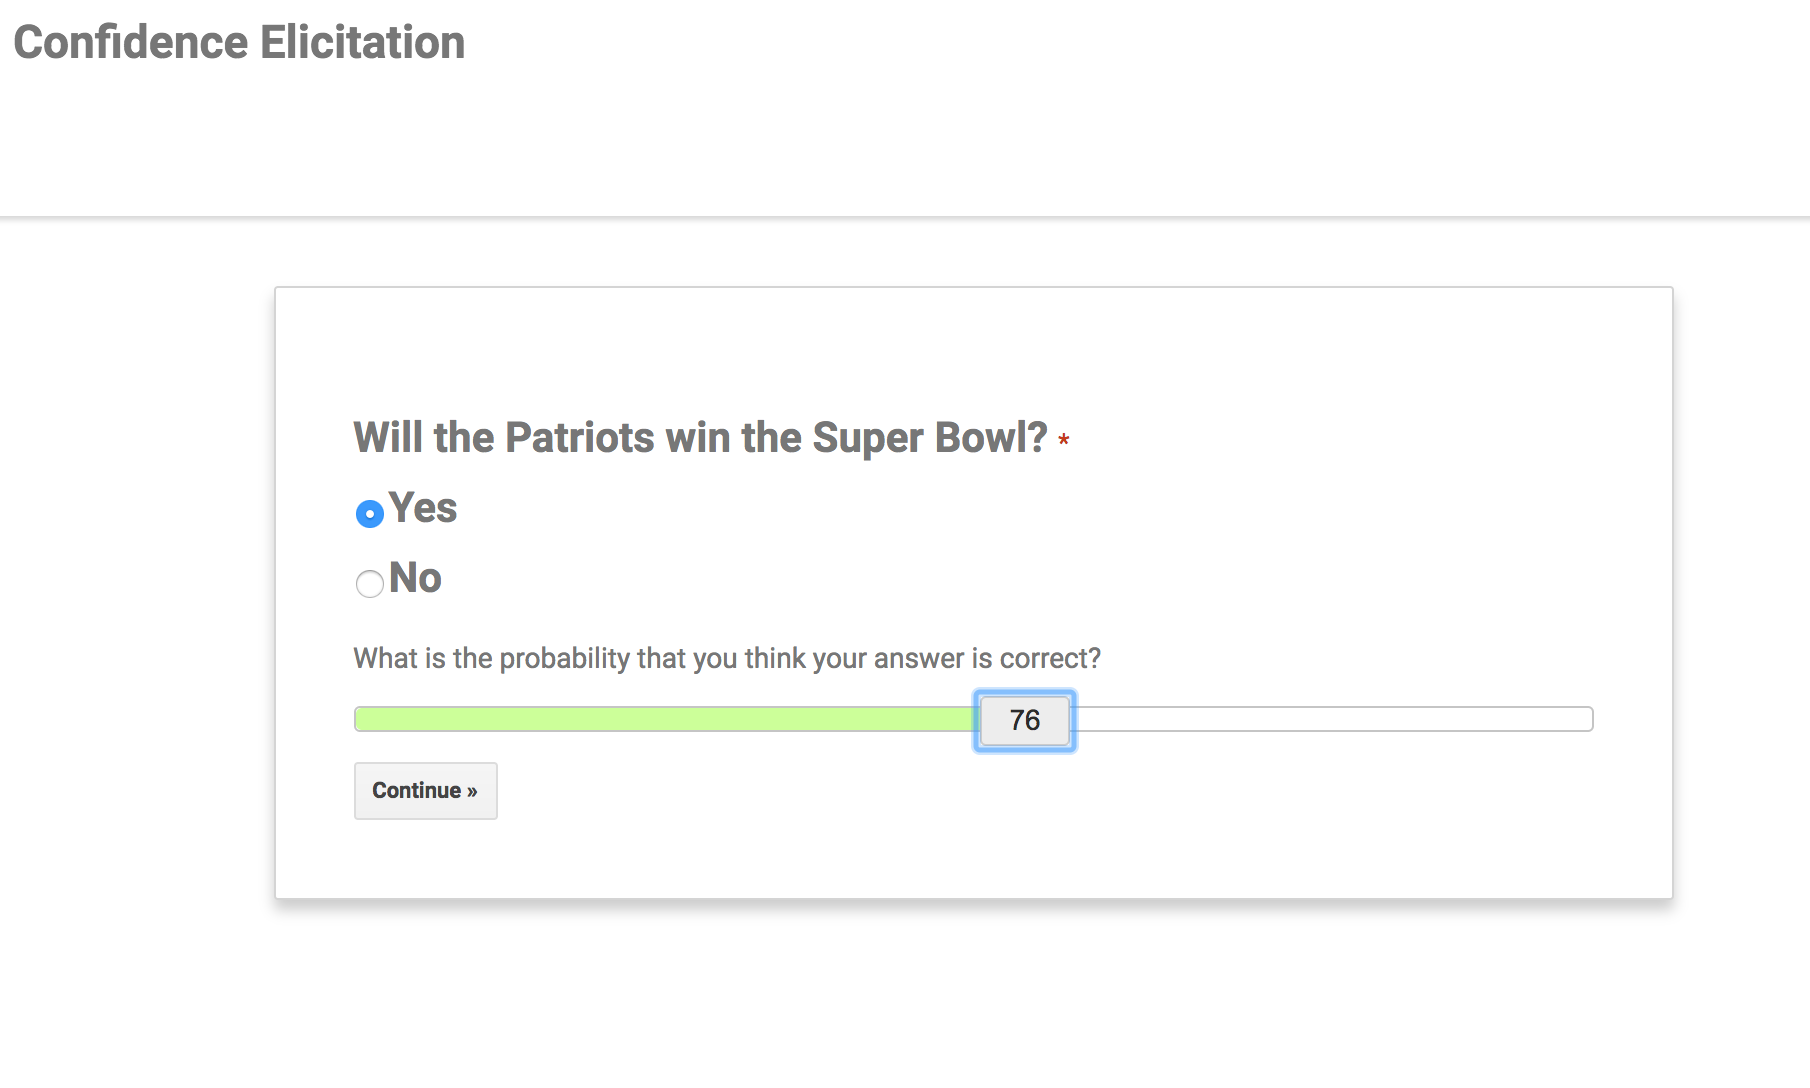 Confidence Elicitation
Will the Patriots win the Super Bowl? *
Yes
No
What is the probability that you think your answer is correct?
76
Continue »